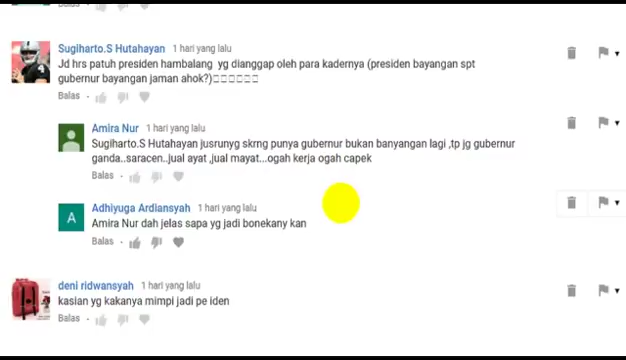 Balas
Sugiharto.S Hutahayan 1 hari yang lalu
Jd hrs patuh presiden hambalang yg dianggap oleh para kadernya (presiden bayangan spt
gubernur bayangan jaman ahok?)□□□□□□
Balas
Amira Nur 1 hari yang lalu
Sugiharto.S Hutahayan jusrunyg skrng punya gubernur bukan banyangan lagi ,tp jg gubernur
ganda..saracen..jual ayat ,jual mayat...ogah kerja ogah capek
Balas
A
Adhiyuga Ardiansyah 1 hari yang lalu
Amira Nur dah jelas sapa yg jadi bonekany kan
Balas
deni ridwansyah 1 hari yang lalu
kasian yg kakanya mimpi jadi pe iden
Balas